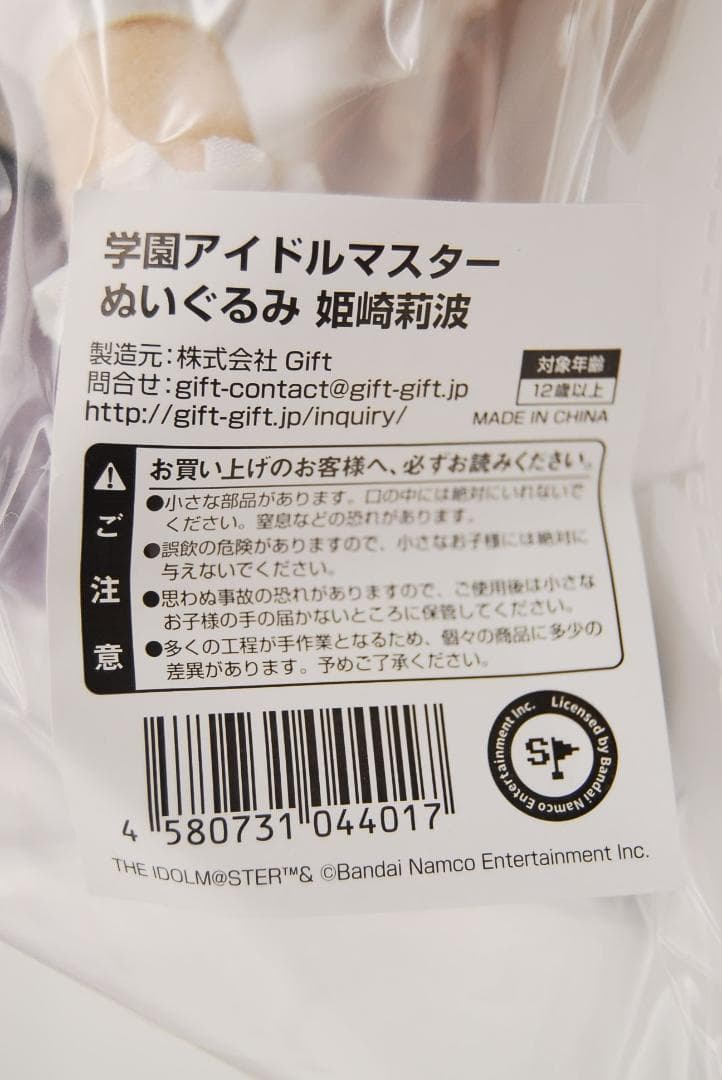 学園アイドルマスター
ぬいぐるみ 姫崎莉波
製造元：株式会社 Gift
問合せ：gift-contact@gift-gift.jp
http://gift-gift.jp/inquiry/
対象年齢
12歳以上
MADE IN CHINA
ご注意
お買い上げのお客様へ、必ずお読みください。
●小さな部品があります。口の中には絶対にいれないで
ください。窒息などの恐れがあります。
●誤飲の危険がありますので、小さなお子様には絶対に
与えないでください。
●思わぬ事故の恐れがありますので、ご使用後は小さな
お子様の手の届かないところに保管してください。
●多くの工程が手作業となるため、個々の商品に多少の
差異があります。予めご了承ください。
4 580731 044017
Licensed by Bandai Namco Entertainment Inc.
S
THE IDOLM@STER™& ©Bandai Namco Entertainment Inc.